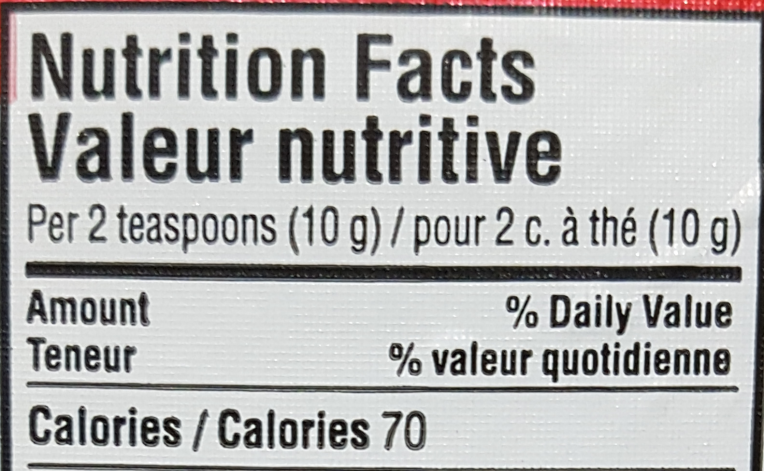 Nutrition Facts
Valeur nutritive
Per 2 teaspoons (10 g) / pour 2 c. à thé (10 g)
Amount % Daily Value
Teneur % valeur quotidienne
Calories / Calories 70